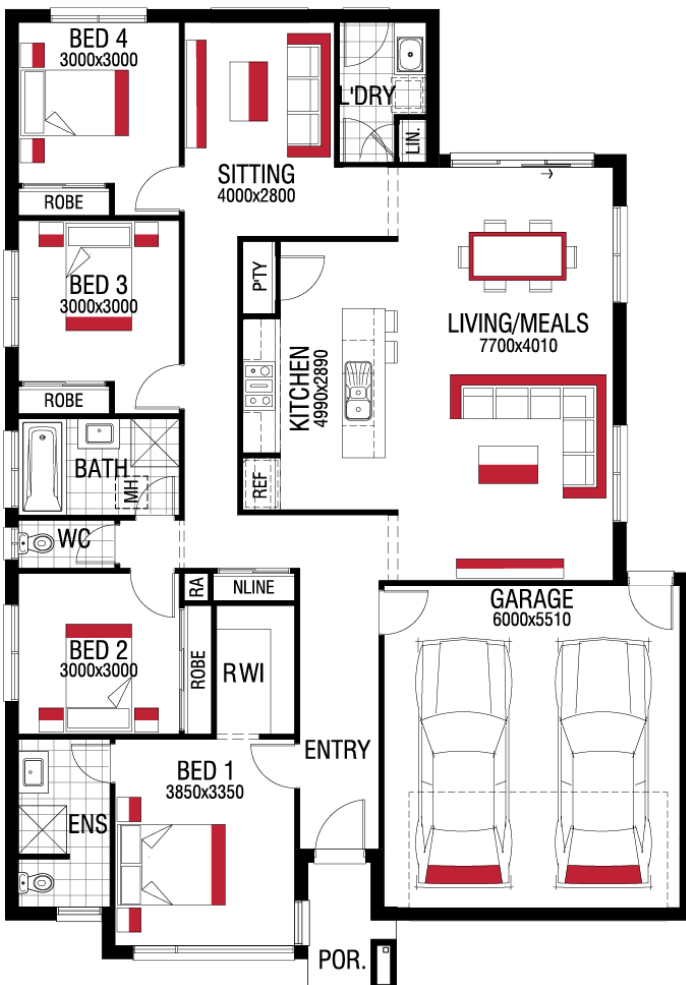 BED 4
3000x3000
ROBE
SITTING
4000x2800
L'DRY
LIN.
BED 3
3000x3000
ROBE
P'TY
KITCHEN
4990x2890
REF
LIVING/MEALS
7700x4010
BATH
MH
WC
RA
NLINE
BED 2
3000x3000
ROBE
RWI
GARAGE
6000x5510
ENTRY
BED 1
3850x3350
ENS
POR.